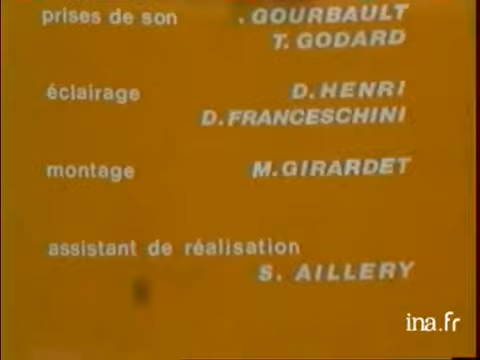 prises de son . GOURBAULT
T. GODARD
éclairage D. HENRI
D. FRANCESCHINI
montage M. GIRARDET
assistant de réalisation
S. AILLERY
ina.fr